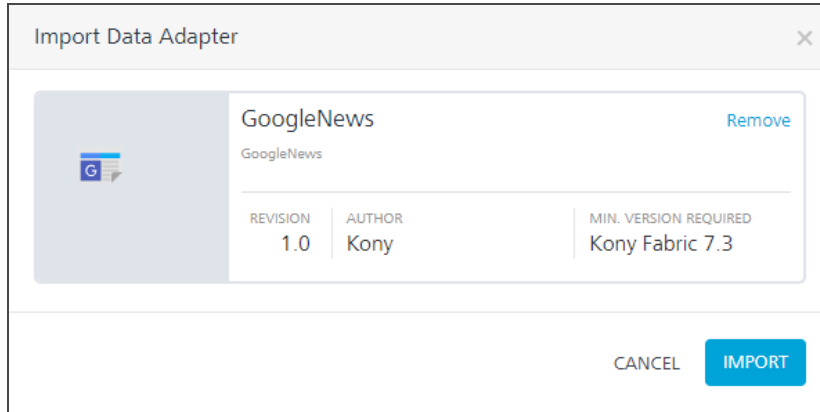 Import Data Adapter
GoogleNews
Remove
GoogleNews
REVISION
AUTHOR
MIN. VERSION REQUIRED
1.0
Kony
Kony Fabric 7.3
CANCEL
IMPORT
G